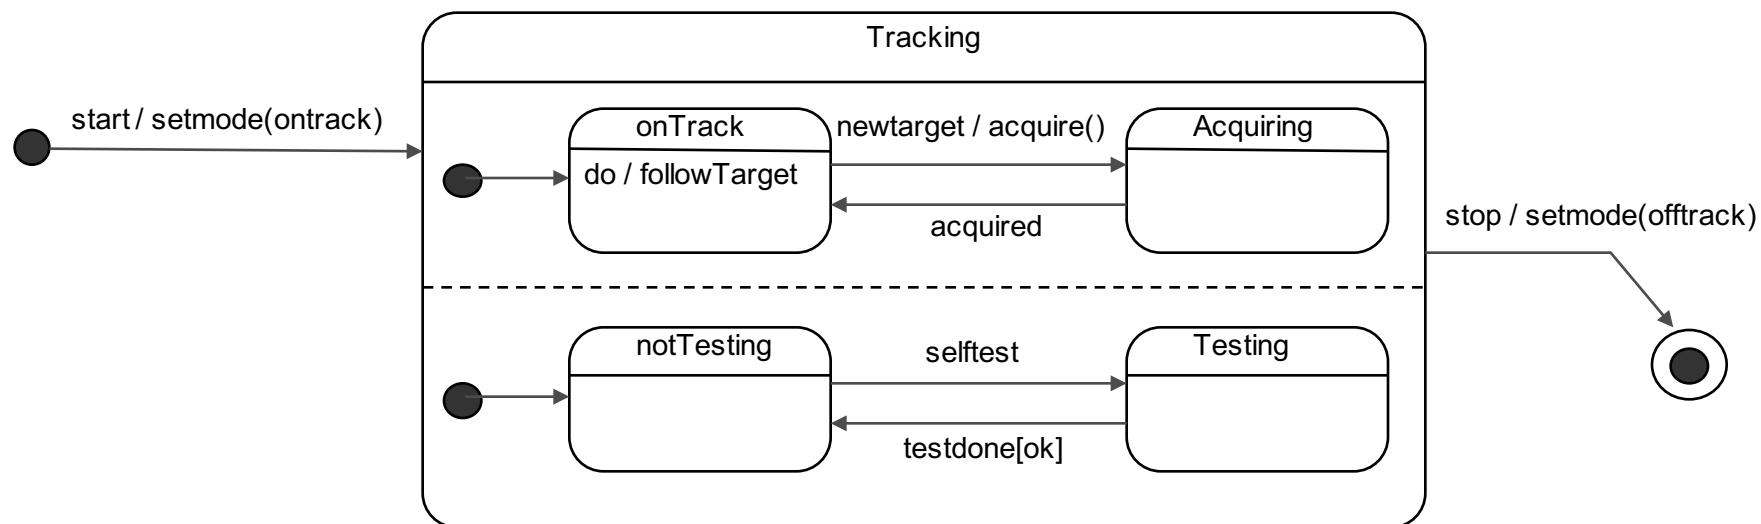 Tracking
start / setmode(ontrack)
onTrack
newtarget / acquire()
Acquiring
do / followTarget
acquired
stop / setmode(offtrack)
notTesting
selftest
Testing
testdone[ok]